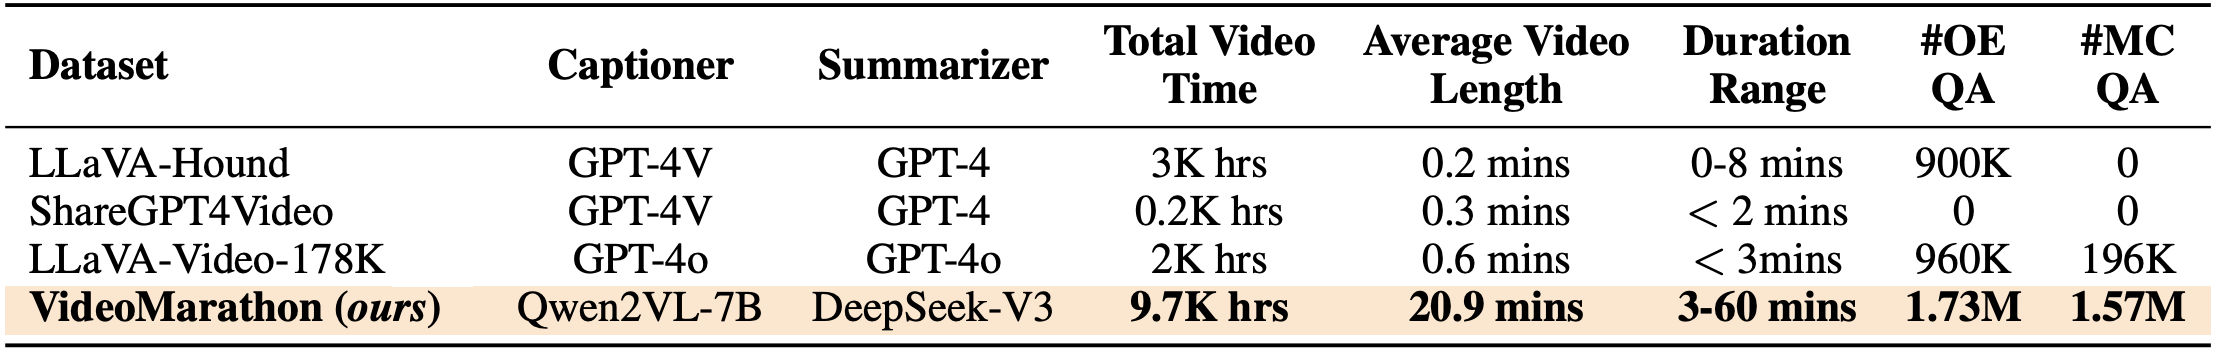 Dataset Captioner Summarizer Total Video Time Average Video Length Duration Range #OE QA #MC QA
LLaVA-Hound GPT-4V GPT-4 3K hrs 0.2 mins 0-8 mins 900K 0
ShareGPT4Video GPT-4V GPT-4 0.2K hrs 0.3 mins < 2 mins 0 0
LLaVA-Video-178K GPT-4o GPT-4o 2K hrs 0.6 mins < 3mins 960K 196K
VideoMarathon (ours) Qwen2VL-7B DeepSeek-V3 9.7K hrs 20.9 mins 3-60 mins 1.73M 1.57M